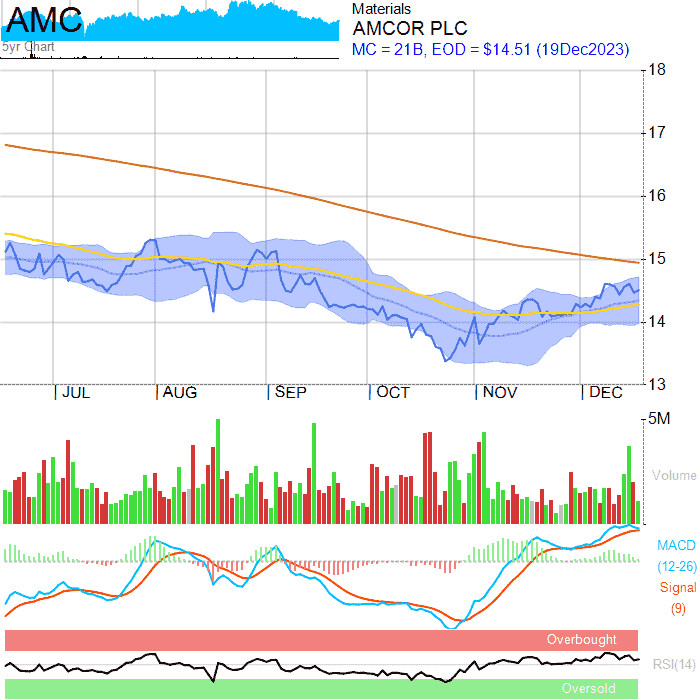 AMC
5yr Chart
Materials
AMCOR PLC
MC = 21B, EOD = $14.51 (19Dec2023)
18
17
16
15
14
13
JUL AUG SEP OCT NOV DEC
5M
Volume
MACD
(12-26)
Signal
(9)
Overbought
RSI(14)
Oversold